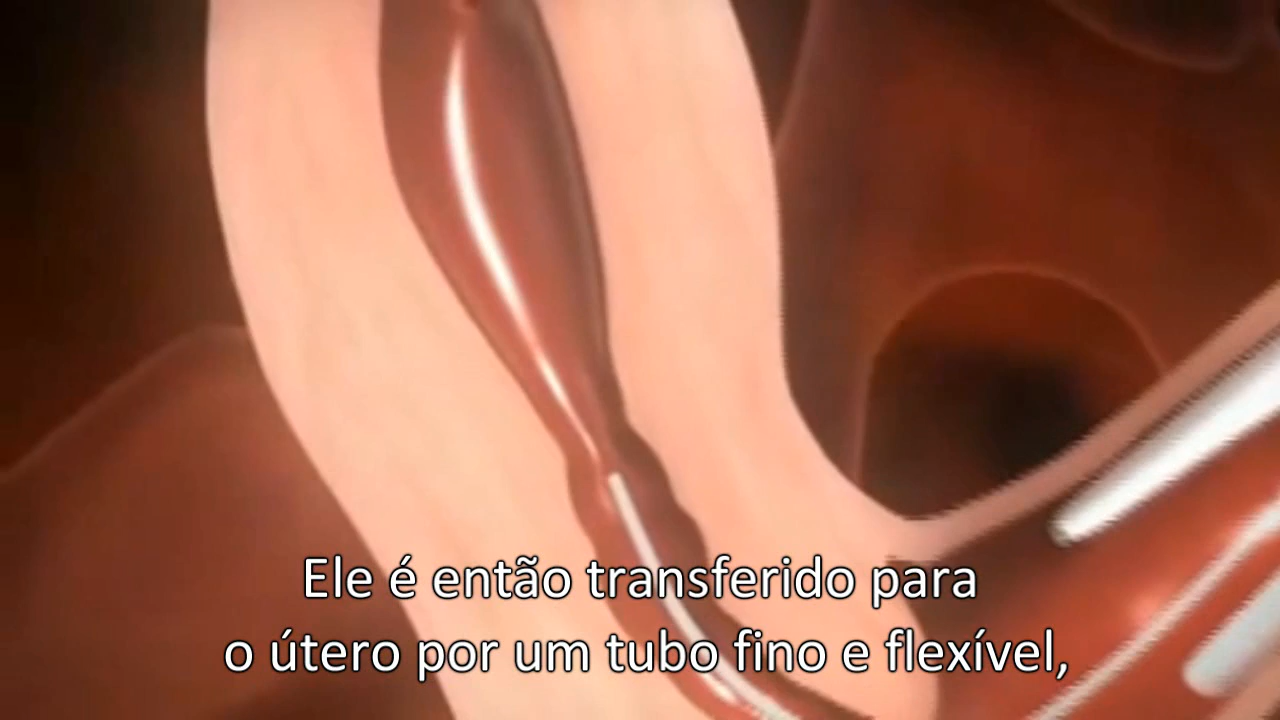 Ele é então transferido para
o útero por um tubo fino e flexível,